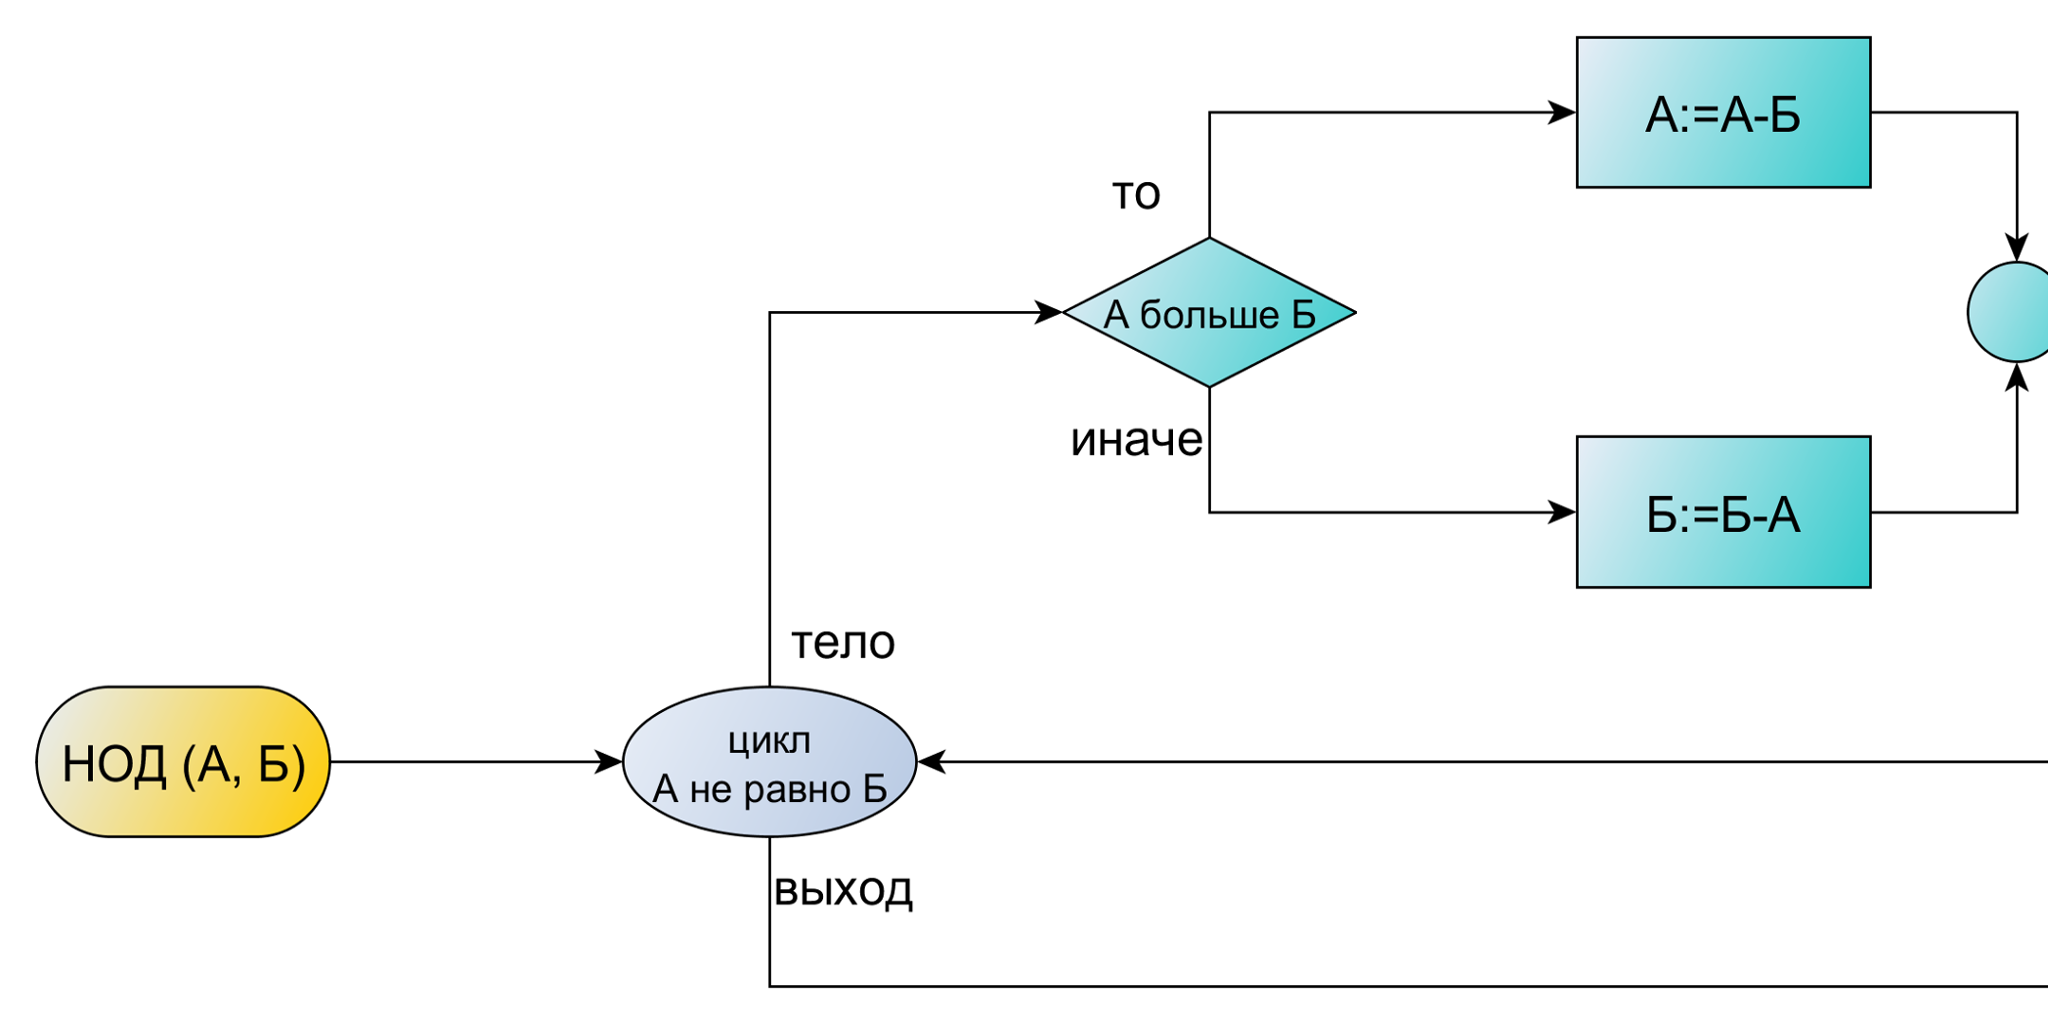 А:=А-Б
то
А больше Б
иначе
Б:=Б-А
тело
НОД (А, Б)
цикл
А не равно Б
выход